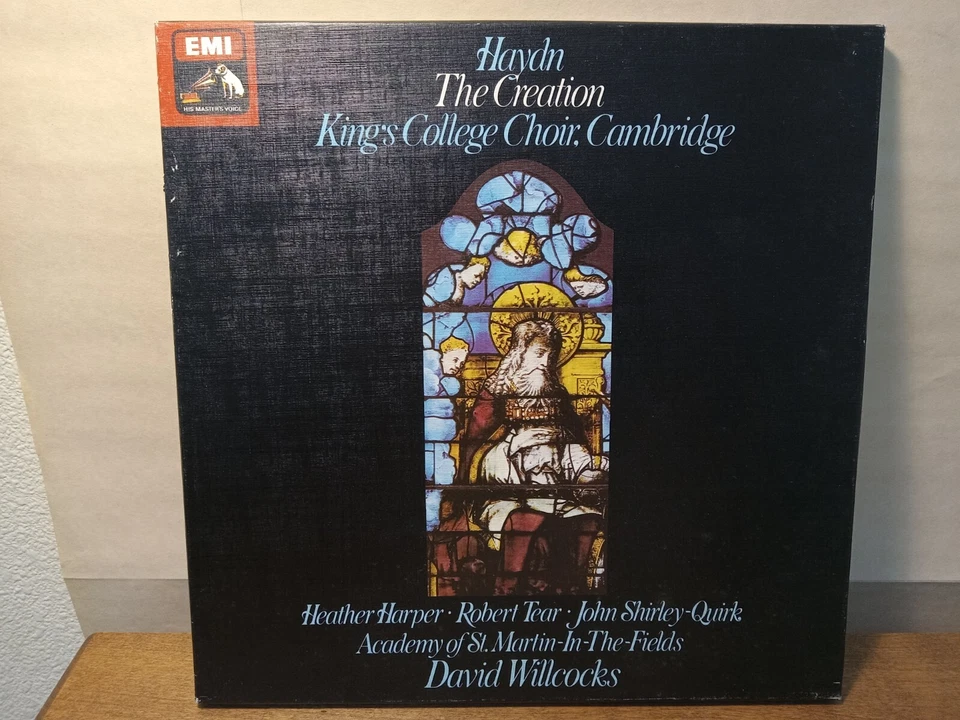 EMI
HIS MASTER'S VOICE
Haydn
The Creation
King's College Choir, Cambridge
Heather Harper · Robert Tear · John Shirley-Quirk
Academy of St. Martin-In-The-Fields
David Willcocks